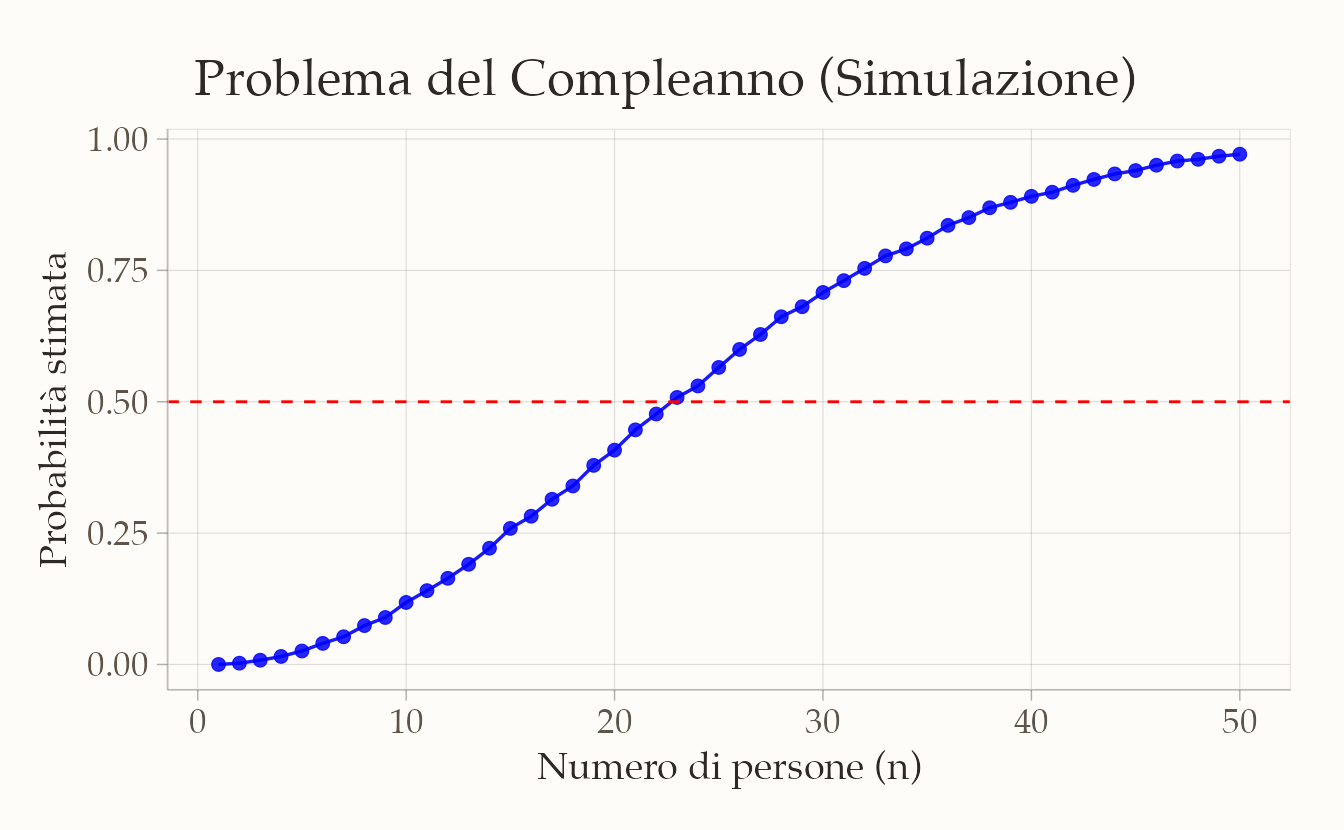 Problema del Compleanno (Simulazione)
Probabilità stimata
1.00
0.75
0.50
0.25
0.00
0 10 20 30 40 50
Numero di persone (n)